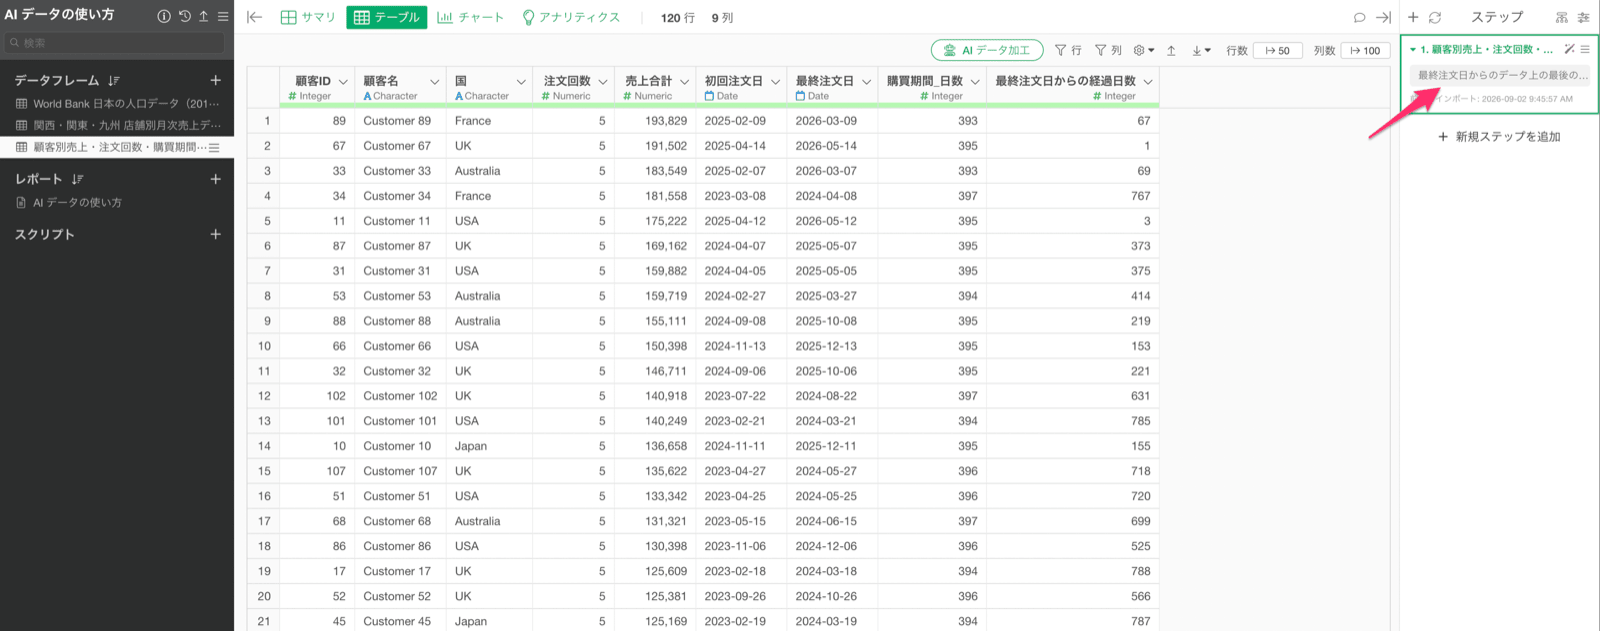 AI データの使い方
検索
データフレーム
World Bank 日本の人口データ（201…
関西・関東・九州 店舗別月次売上デ…
顧客別売上・注文回数・購買期間…
レポート
AI データの使い方
スクリプト
サマリ テーブル チャート アナリティクス 120 行 9 列
AI データ加工 行 列 行数 50 列数 100
顧客ID 顧客名 国 注文回数 売上合計 初回注文日 最終注文日 購買期間_日数 最終注文日からの経過日数
# Integer A Character A Character # Numeric # Numeric Date Date # Integer # Integer
1 89 Customer 89 France 5 193,829 2025-02-09 2026-03-09 393 67
2 67 Customer 67 UK 5 191,502 2025-04-14 2026-05-14 395 1
3 33 Customer 33 Australia 5 183,549 2025-02-07 2026-03-07 393 69
4 34 Customer 34 France 5 181,558 2023-03-08 2024-04-08 397 767
5 11 Customer 11 USA 5 175,222 2025-04-12 2026-05-12 395 3
6 87 Customer 87 UK 5 169,162 2024-04-07 2025-05-07 395 373
7 31 Customer 31 USA 5 159,882 2024-04-05 2025-05-05 395 375
8 53 Customer 53 Australia 5 159,719 2024-02-27 2025-03-27 394 414
9 88 Customer 88 Australia 5 155,111 2024-09-08 2025-10-08 395 219
10 66 Customer 66 USA 5 150,398 2024-11-13 2025-12-13 395 153
11 32 Customer 32 UK 5 146,711 2024-09-06 2025-10-06 395 221
12 102 Customer 102 UK 5 140,918 2023-07-22 2024-08-22 397 631
13 101 Customer 101 USA 5 140,249 2023-02-21 2024-03-21 394 785
14 10 Customer 10 Japan 5 136,658 2024-11-11 2025-12-11 395 155
15 107 Customer 107 UK 5 135,622 2023-04-27 2024-05-27 396 718
16 51 Customer 51 USA 5 133,342 2023-04-25 2024-05-25 396 720
17 68 Customer 68 Australia 5 131,321 2023-05-15 2024-06-15 397 699
18 86 Customer 86 USA 5 130,398 2023-11-06 2024-12-06 396 525
19 17 Customer 17 UK 5 125,609 2023-02-18 2024-03-18 394 788
20 52 Customer 52 UK 5 125,381 2023-09-26 2024-10-26 396 566
21 45 Customer 45 Japan 5 125,169 2023-02-19 2024-03-19 394 787
ステップ
1. 顧客別売上・注文回数・…
最終注文日からのデータ上の最後の…
インポート: 2026-09-02 9:45:57 AM
+ 新規ステップを追加